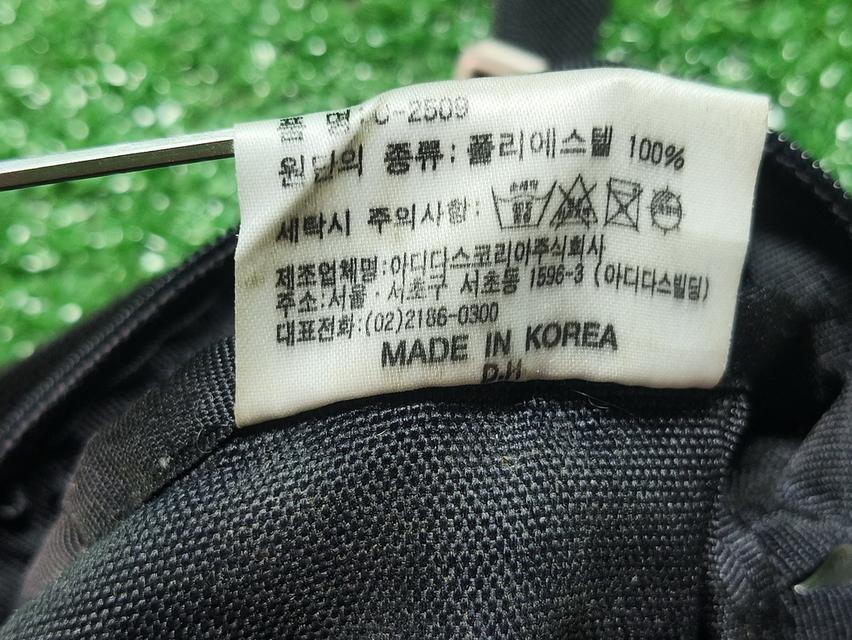 품 명 C-2509
원단의 종류: 폴리에스텔 100%
세탁시 주의사항:
제조업체명:아디다스코리아주식회사
주소:서울·서초구 서초동 1596-3 (아디다스빌딩)
대표전화:(02)2186-0300
MADE IN KOREA
D.H